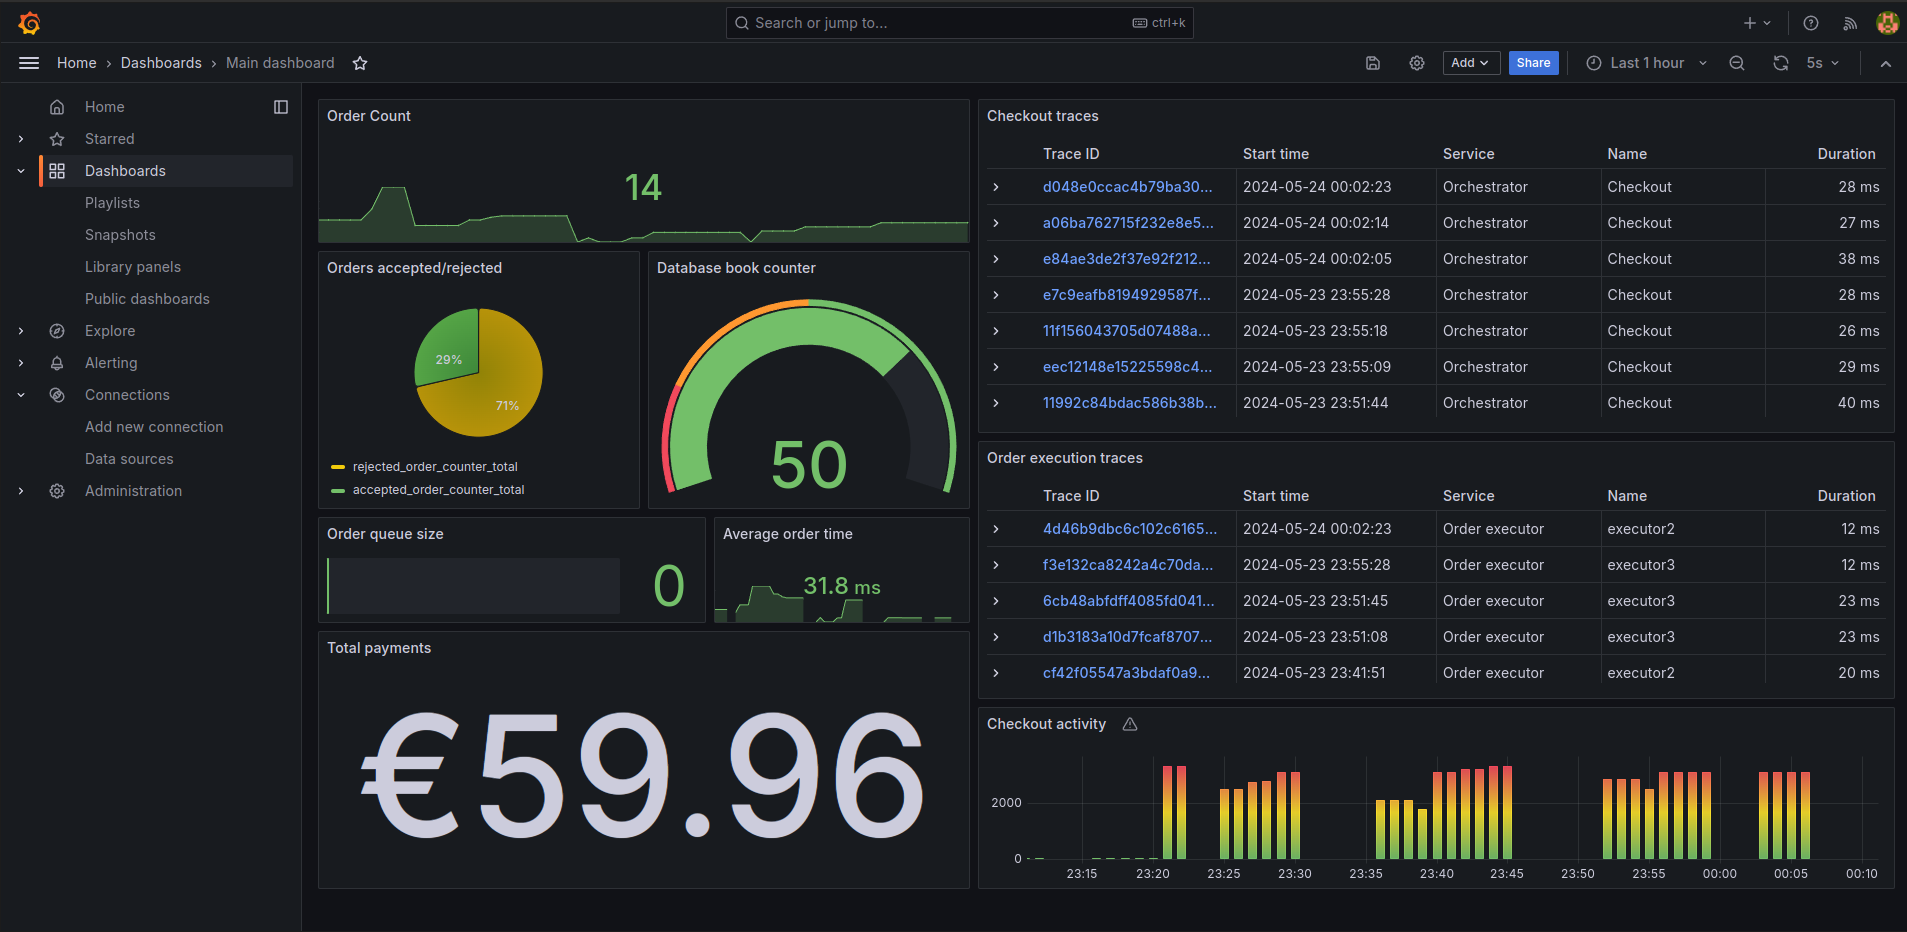 Search or jump to...
ctrl+k
Home › Dashboards › Main dashboard
Add
Share
Last 1 hour
5s
Home
Starred
Dashboards
Playlists
Snapshots
Library panels
Public dashboards
Explore
Alerting
Connections
Add new connection
Data sources
Administration
Order Count
14
Orders accepted/rejected
29%
71%
rejected_order_counter_total
accepted_order_counter_total
Database book counter
50
Order queue size
0
Average order time
31.8 ms
Total payments
€59.96
Checkout traces
Trace ID Start time Service Name Duration
d048e0ccac4b79ba30... 2024-05-24 00:02:23 Orchestrator Checkout 28 ms
a06ba762715f232e8e5... 2024-05-24 00:02:14 Orchestrator Checkout 27 ms
e84ae3de2f37e92f212... 2024-05-24 00:02:05 Orchestrator Checkout 38 ms
e7c9eafb8194929587f... 2024-05-23 23:55:28 Orchestrator Checkout 28 ms
11f156043705d07488a... 2024-05-23 23:55:18 Orchestrator Checkout 26 ms
eec12148e15225598c4... 2024-05-23 23:55:09 Orchestrator Checkout 29 ms
11992c84bdac586b38b... 2024-05-23 23:51:44 Orchestrator Checkout 40 ms
Order execution traces
Trace ID Start time Service Name Duration
4d46b9dbc6c102c6165... 2024-05-24 00:02:23 Order executor executor2 12 ms
f3e132ca8242a4c70da... 2024-05-23 23:55:28 Order executor executor3 12 ms
6cb48abfdff4085fd041... 2024-05-23 23:51:45 Order executor executor3 23 ms
d1b3183a10d7fcaf8707... 2024-05-23 23:51:08 Order executor executor3 23 ms
cf42f05547a3bdaf0a9... 2024-05-23 23:41:51 Order executor executor2 20 ms
Checkout activity
2000
0
23:15 23:20 23:25 23:30 23:35 23:40 23:45 23:50 23:55 00:00 00:05 00:10